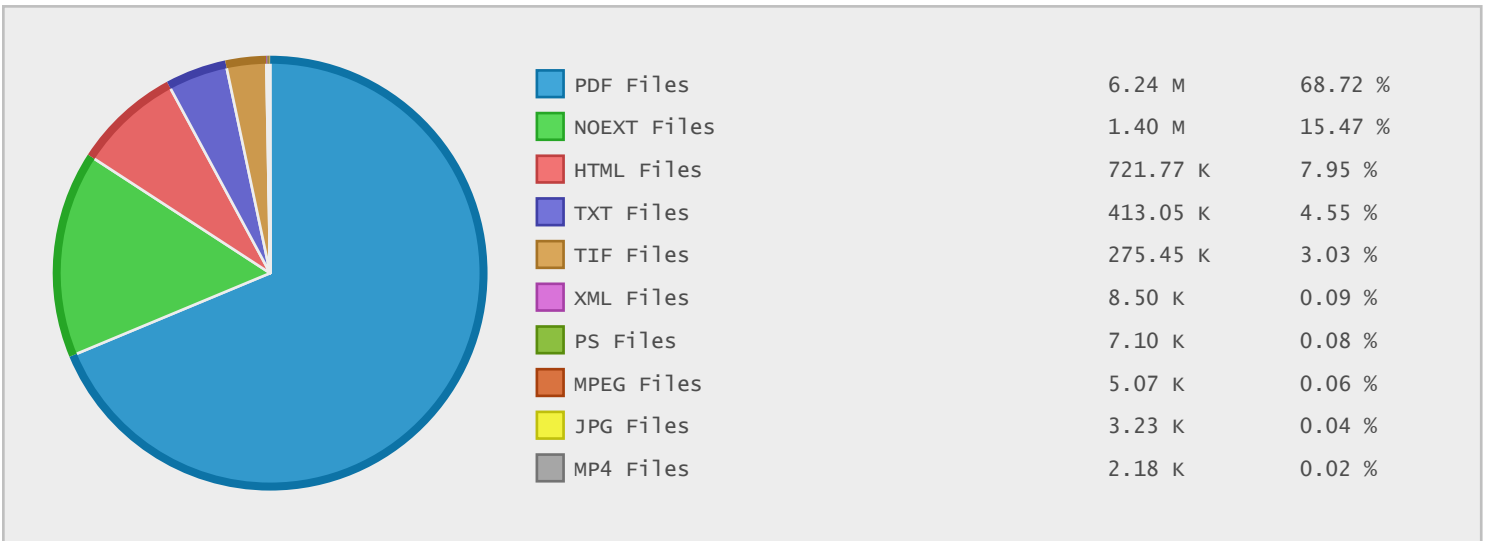 PDF Files 6.24 M 68.72 %
NOEXT Files 1.40 M 15.47 %
HTML Files 721.77 K 7.95 %
TXT Files 413.05 K 4.55 %
TIF Files 275.45 K 3.03 %
XML Files 8.50 K 0.09 %
PS Files 7.10 K 0.08 %
MPEG Files 5.07 K 0.06 %
JPG Files 3.23 K 0.04 %
MP4 Files 2.18 K 0.02 %